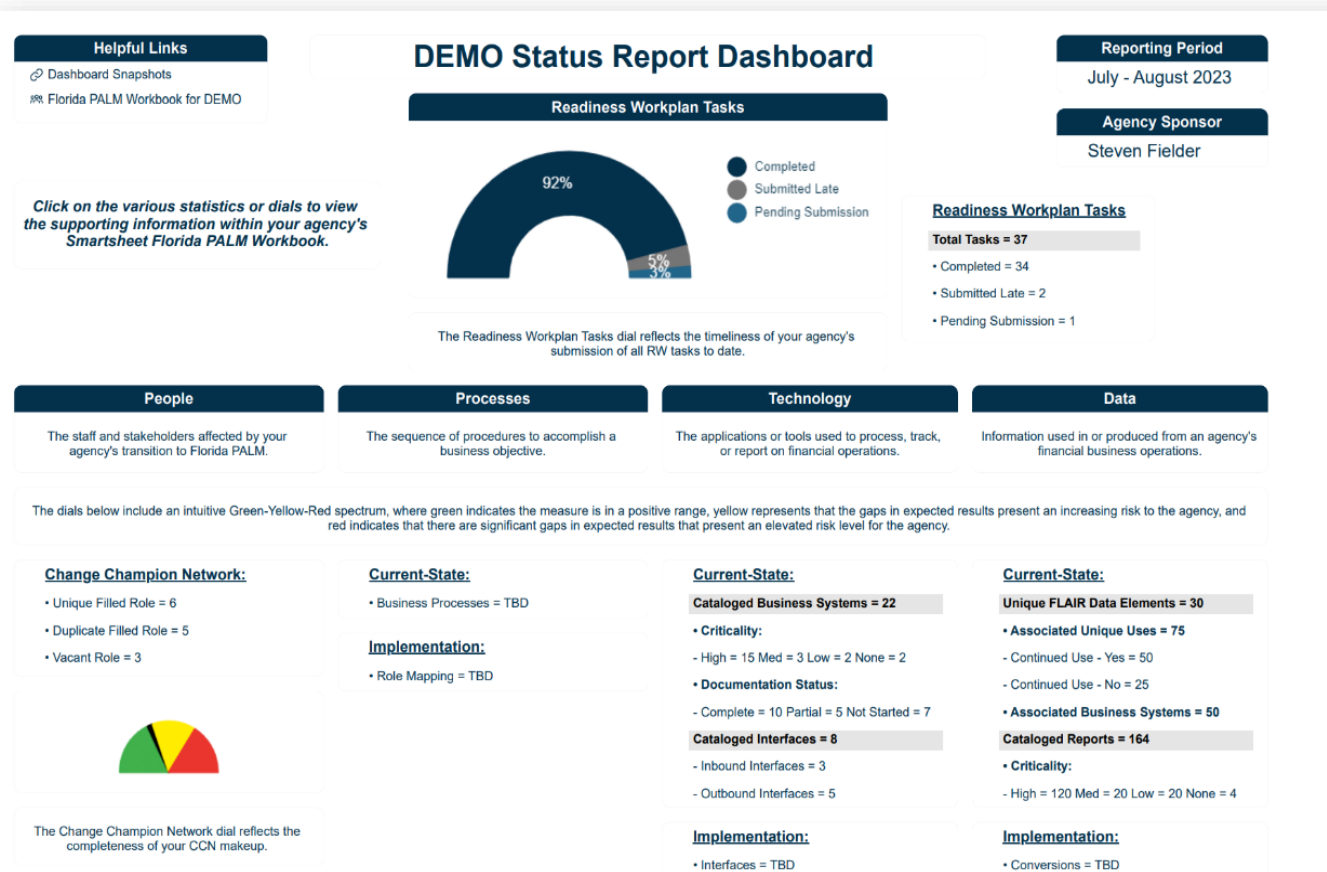 Helpful Links
Dashboard Snapshots
Florida PALM Workbook for DEMO
DEMO Status Report Dashboard
Reporting Period
July - August 2023
Agency Sponsor
Steven Fielder
Click on the various statistics or dials to view
the supporting information within your agency's
Smartsheet Florida PALM Workbook.
Readiness Workplan Tasks
92%
5%
3%
Completed
Submitted Late
Pending Submission
The Readiness Workplan Tasks dial reflects the timeliness of your agency's
submission of all RW tasks to date.
Readiness Workplan Tasks
Total Tasks = 37
• Completed = 34
• Submitted Late = 2
• Pending Submission = 1
People
The staff and stakeholders affected by your
agency's transition to Florida PALM.
Processes
The sequence of procedures to accomplish a
business objective.
Technology
The applications or tools used to process, track,
or report on financial operations.
Data
Information used in or produced from an agency's
financial business operations.
The dials below include an intuitive Green-Yellow-Red spectrum, where green indicates the measure is in a positive range, yellow represents that the gaps in expected results present an increasing risk to the agency, and
red indicates that there are significant gaps in expected results that present an elevated risk level for the agency.
Change Champion Network:
• Unique Filled Role = 6
• Duplicate Filled Role = 5
• Vacant Role = 3
The Change Champion Network dial reflects the
completeness of your CCN makeup.
Current-State:
• Business Processes = TBD
Implementation:
• Role Mapping = TBD
Current-State:
Cataloged Business Systems = 22
• Criticality:
- High = 15 Med = 3 Low = 2 None = 2
• Documentation Status:
- Complete = 10 Partial = 5 Not Started = 7
Cataloged Interfaces = 8
- Inbound Interfaces = 3
- Outbound Interfaces = 5
Implementation:
• Interfaces = TBD
Current-State:
Unique FLAIR Data Elements = 30
• Associated Unique Uses = 75
- Continued Use - Yes = 50
- Continued Use - No = 25
• Associated Business Systems = 50
Cataloged Reports = 164
• Criticality:
- High = 120 Med = 20 Low = 20 None = 4
Implementation:
• Conversions = TBD